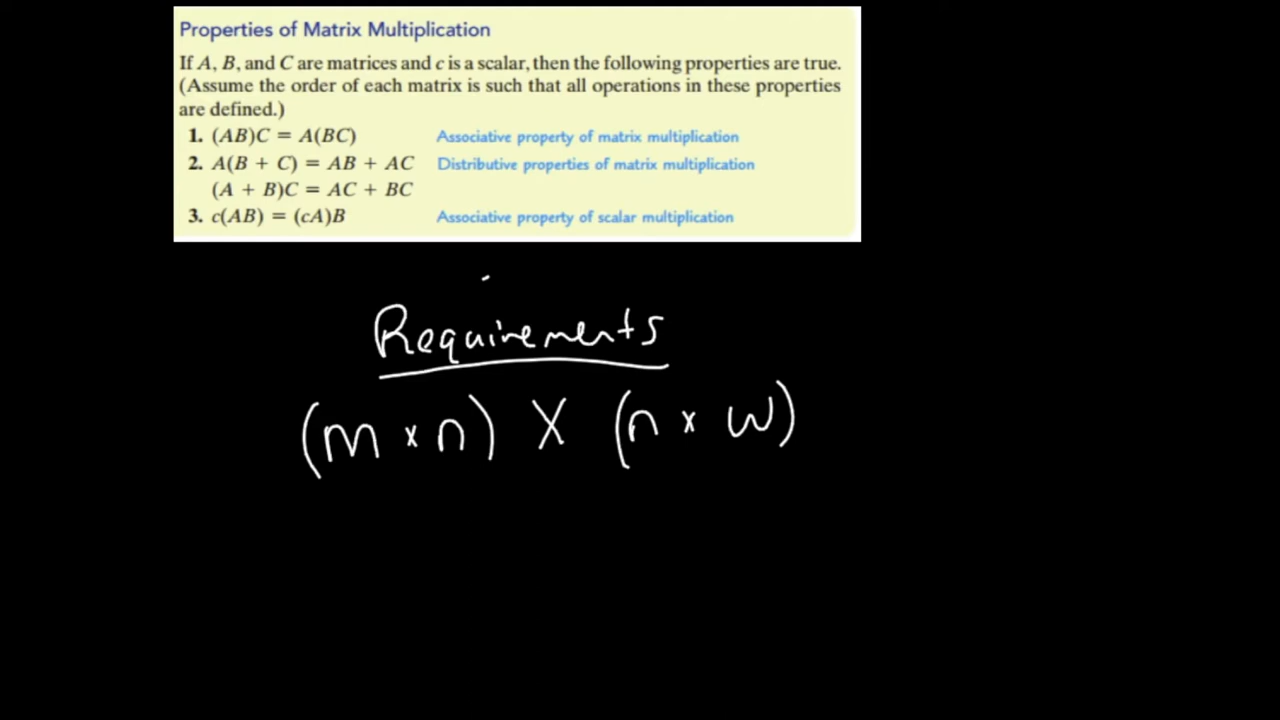 Properties of Matrix Multiplication
If A, B, and C are matrices and c is a scalar, then the following properties are true.
(Assume the order of each matrix is such that all operations in these properties
are defined.)
1. (AB)C = A(BC) Associative property of matrix multiplication
2. A(B + C) = AB + AC Distributive properties of matrix multiplication
(A + B)C = AC + BC
3. c(AB) = (cA)B Associative property of scalar multiplication
Requirements
(m × n) X (n × w)